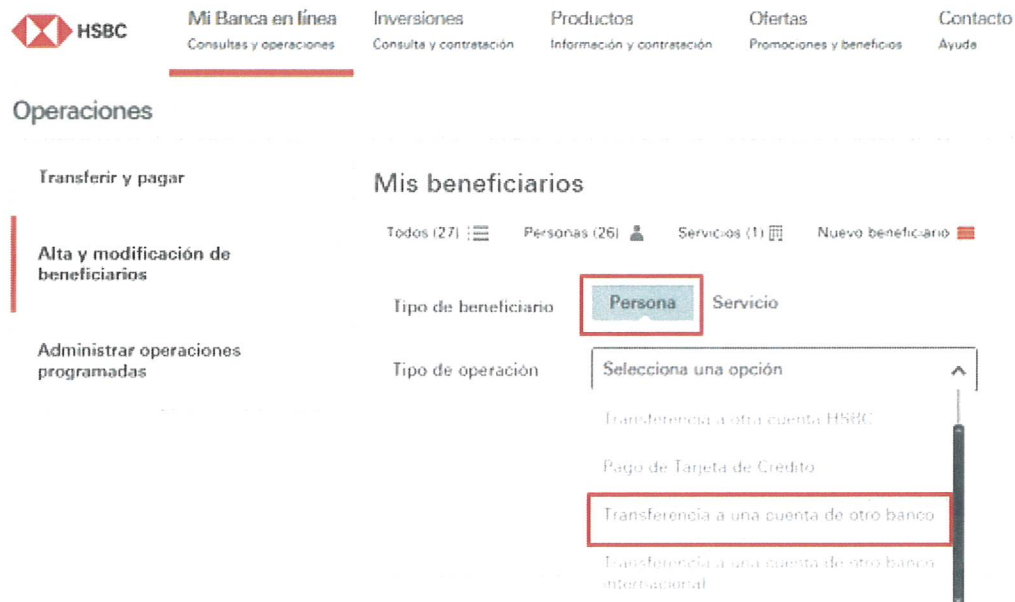 HSBC
Mi Banca en línea
Consultas y operaciones
Inversiones
Consulta y contratación
Productos
Información y contratación
Ofertas
Promociones y beneficios
Contacto
Ayuda
Operaciones
Transferir y pagar
Alta y modificación de
beneficiarios
Administrar operaciones
programadas
Mis beneficiarios
Todos (27)
Personas (26)
Servicios (1)
Nuevo beneficiario
Tipo de beneficiario
Persona
Servicio
Tipo de operación
Selecciona una opción
Transferencia a otra cuenta HSBC
Pago de Tarjeta de Crédito
Transferencia a una cuenta de otro banco
Transferencia a una cuenta de otro banco
internacional